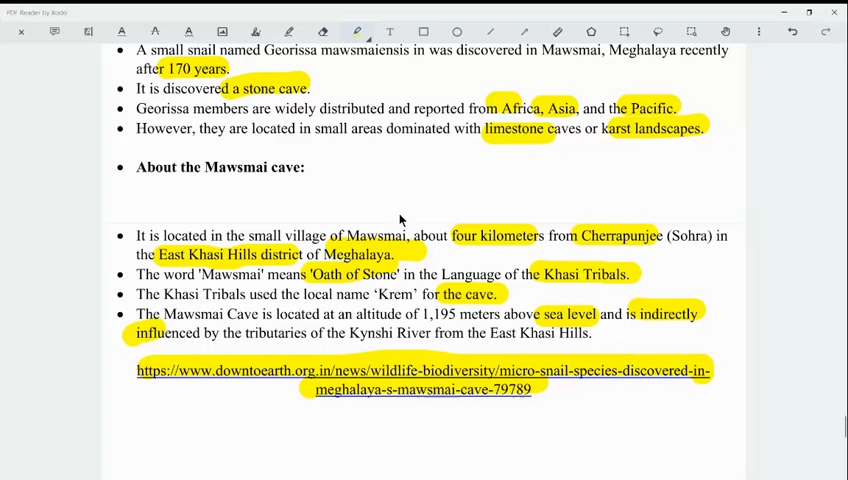 PDF Reader by Xodo
A small snail named Georissa mawsmaiensis in was discovered in Mawsmai, Meghalaya recently
after 170 years.
It is discovered a stone cave.
Georissa members are widely distributed and reported from Africa, Asia, and the Pacific.
However, they are located in small areas dominated with limestone caves or karst landscapes.
About the Mawsmai cave:
It is located in the small village of Mawsmai, about four kilometers from Cherrapunjee (Sohra) in
the East Khasi Hills district of Meghalaya.
The word 'Mawsmai' means 'Oath of Stone' in the Language of the Khasi Tribals.
The Khasi Tribals used the local name ‘Krem’ for the cave.
The Mawsmai Cave is located at an altitude of 1,195 meters above sea level and is indirectly
influenced by the tributaries of the Kynshi River from the East Khasi Hills.
https://www.downtoearth.org.in/news/wildlife-biodiversity/micro-snail-species-discovered-in-
meghalaya-s-mawsmai-cave-79789